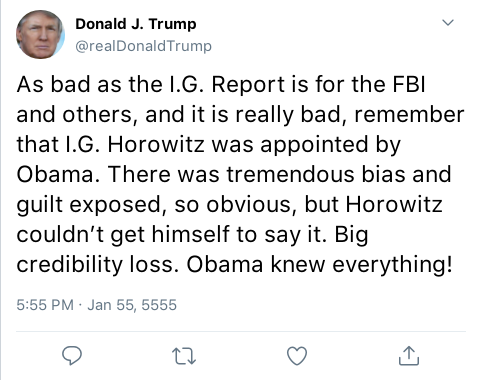 Donald J. Trump
@realDonaldTrump
As bad as the I.G. Report is for the FBI
and others, and it is really bad, remember
that I.G. Horowitz was appointed by
Obama. There was tremendous bias and
guilt exposed, so obvious, but Horowitz
couldn’t get himself to say it. Big
credibility loss. Obama knew everything!
5:55 PM · Jan 55, 5555